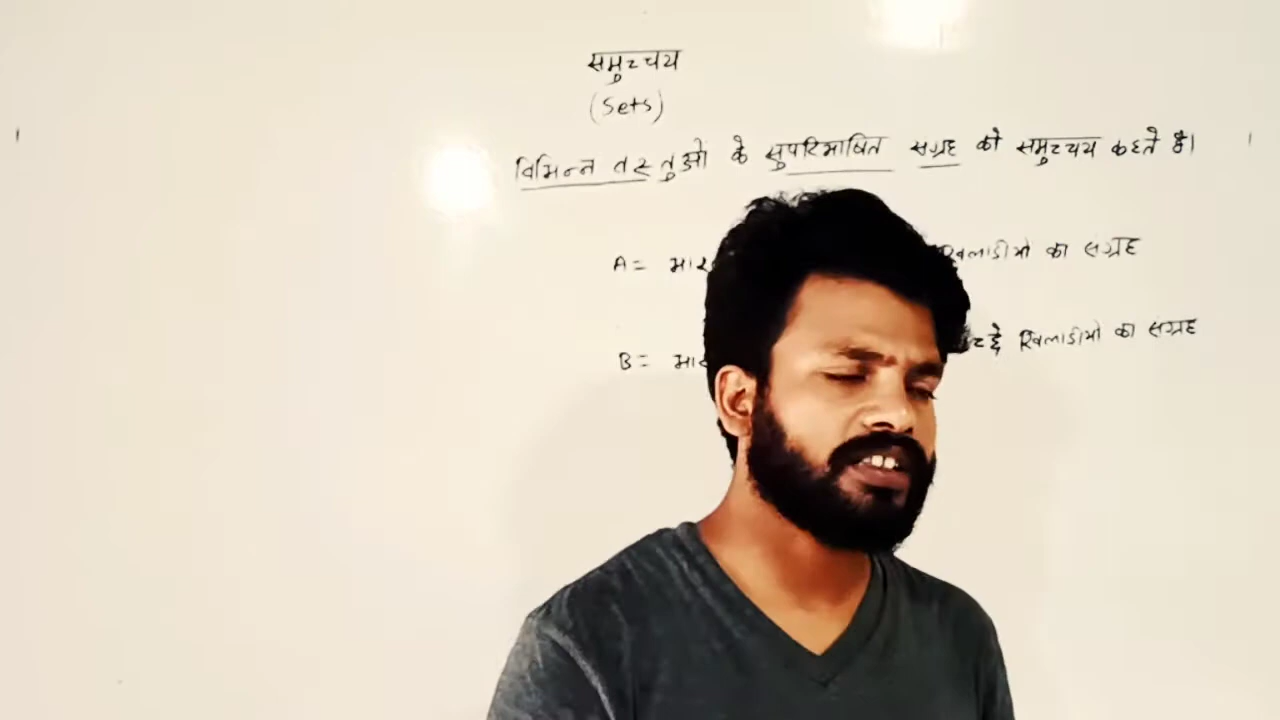 समुच्चय
(Sets)
विभिन्न वस्तुओ के सुपरिभाषित संग्रह को समुच्चय कहते है।
A = खिलाडीयो का संग्रह
B = खिलाडीयो का संग्रह